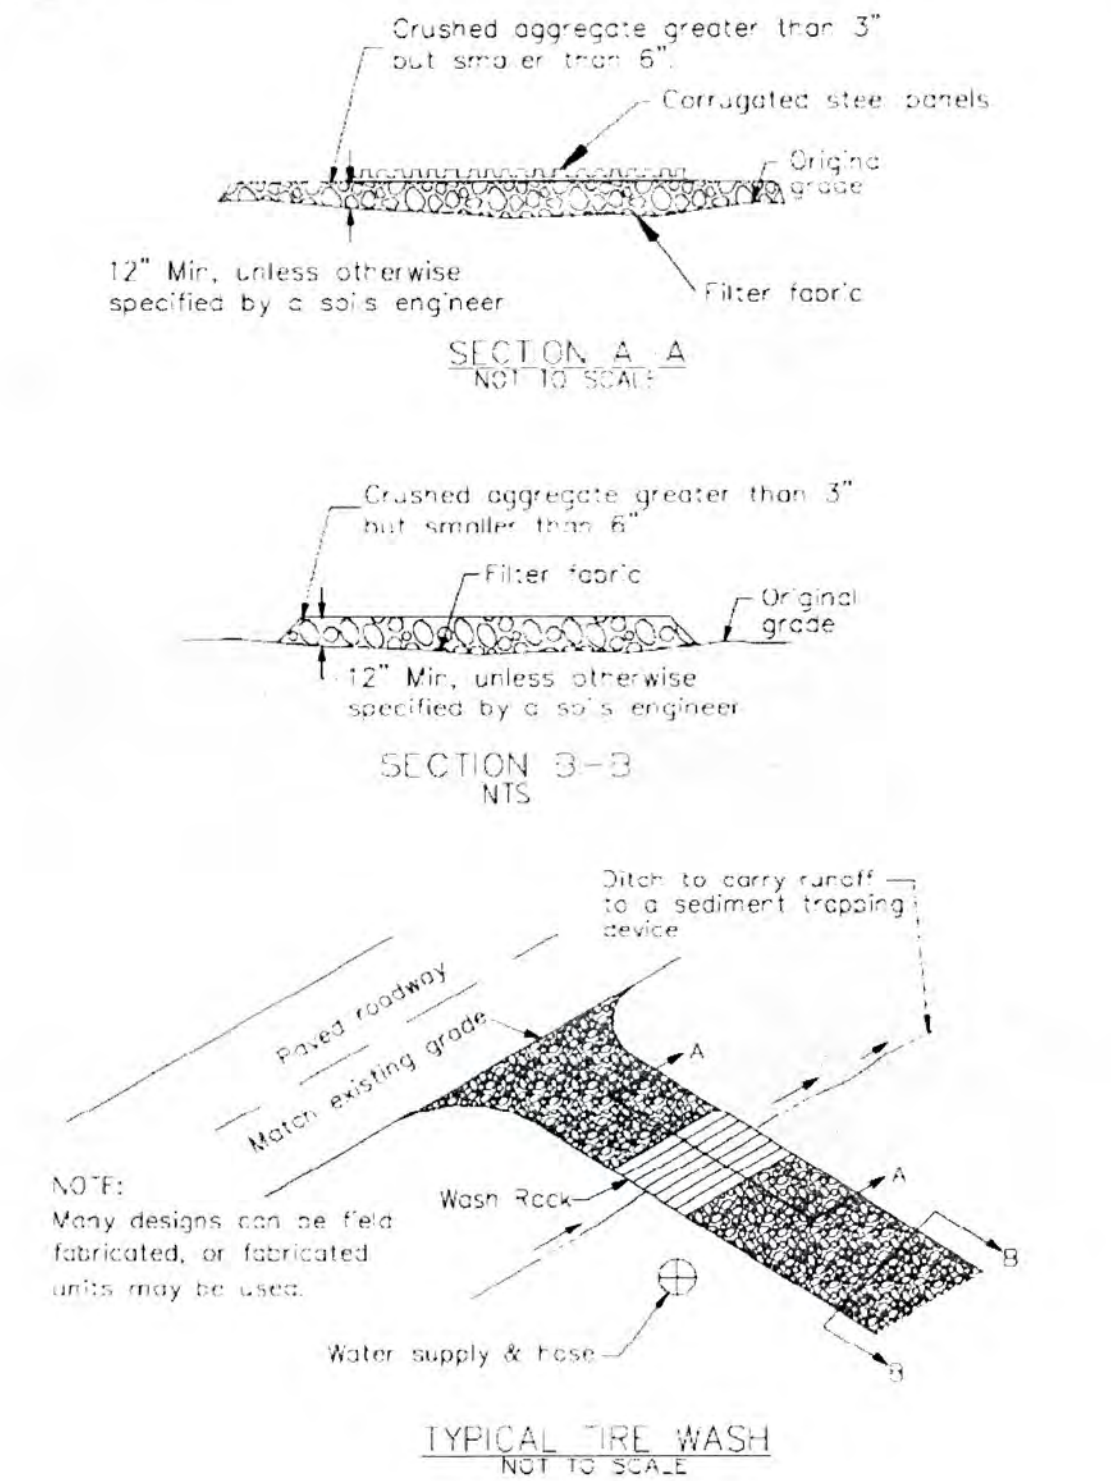 Crushed aggregate greater than 3"
but smaller than 6".
Corrugated steel panels
Original
grade
12" Min, unless otherwise
specified by a soils engineer
Filter fabric
SECTION A-A
NOT TO SCALE
Crushed aggregate greater than 3"
but smaller than 6"
Filter fabric
Original
grade
12" Min, unless otherwise
specified by a soils engineer
SECTION B-B
NTS
Ditch to carry runoff
to a sediment trapping
device
Paved roadway
Match existing grade
A
NOTE:
Many designs can be field
fabricated, or fabricated
units may be used.
Wash Rack
A
B
Water supply & hose
B
TYPICAL TIRE WASH
NOT TO SCALE